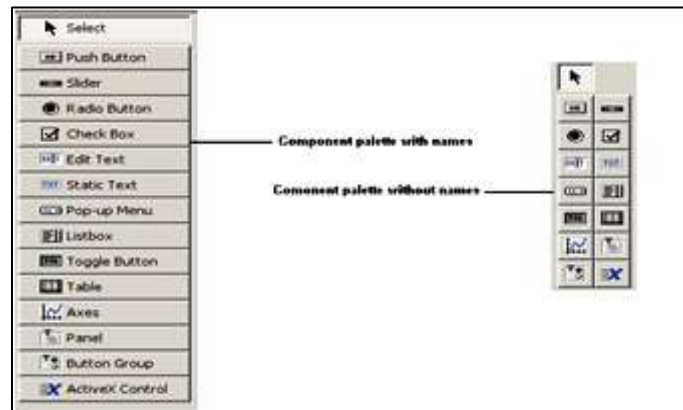 Select
Push Button
Slider
Radio Button
Check Box
Edit Text
Static Text
Pop-up Menu
Listbox
Toggle Button
Table
Axes
Panel
Button Group
ActiveX Control
Component palette with names
Comonent palette without names